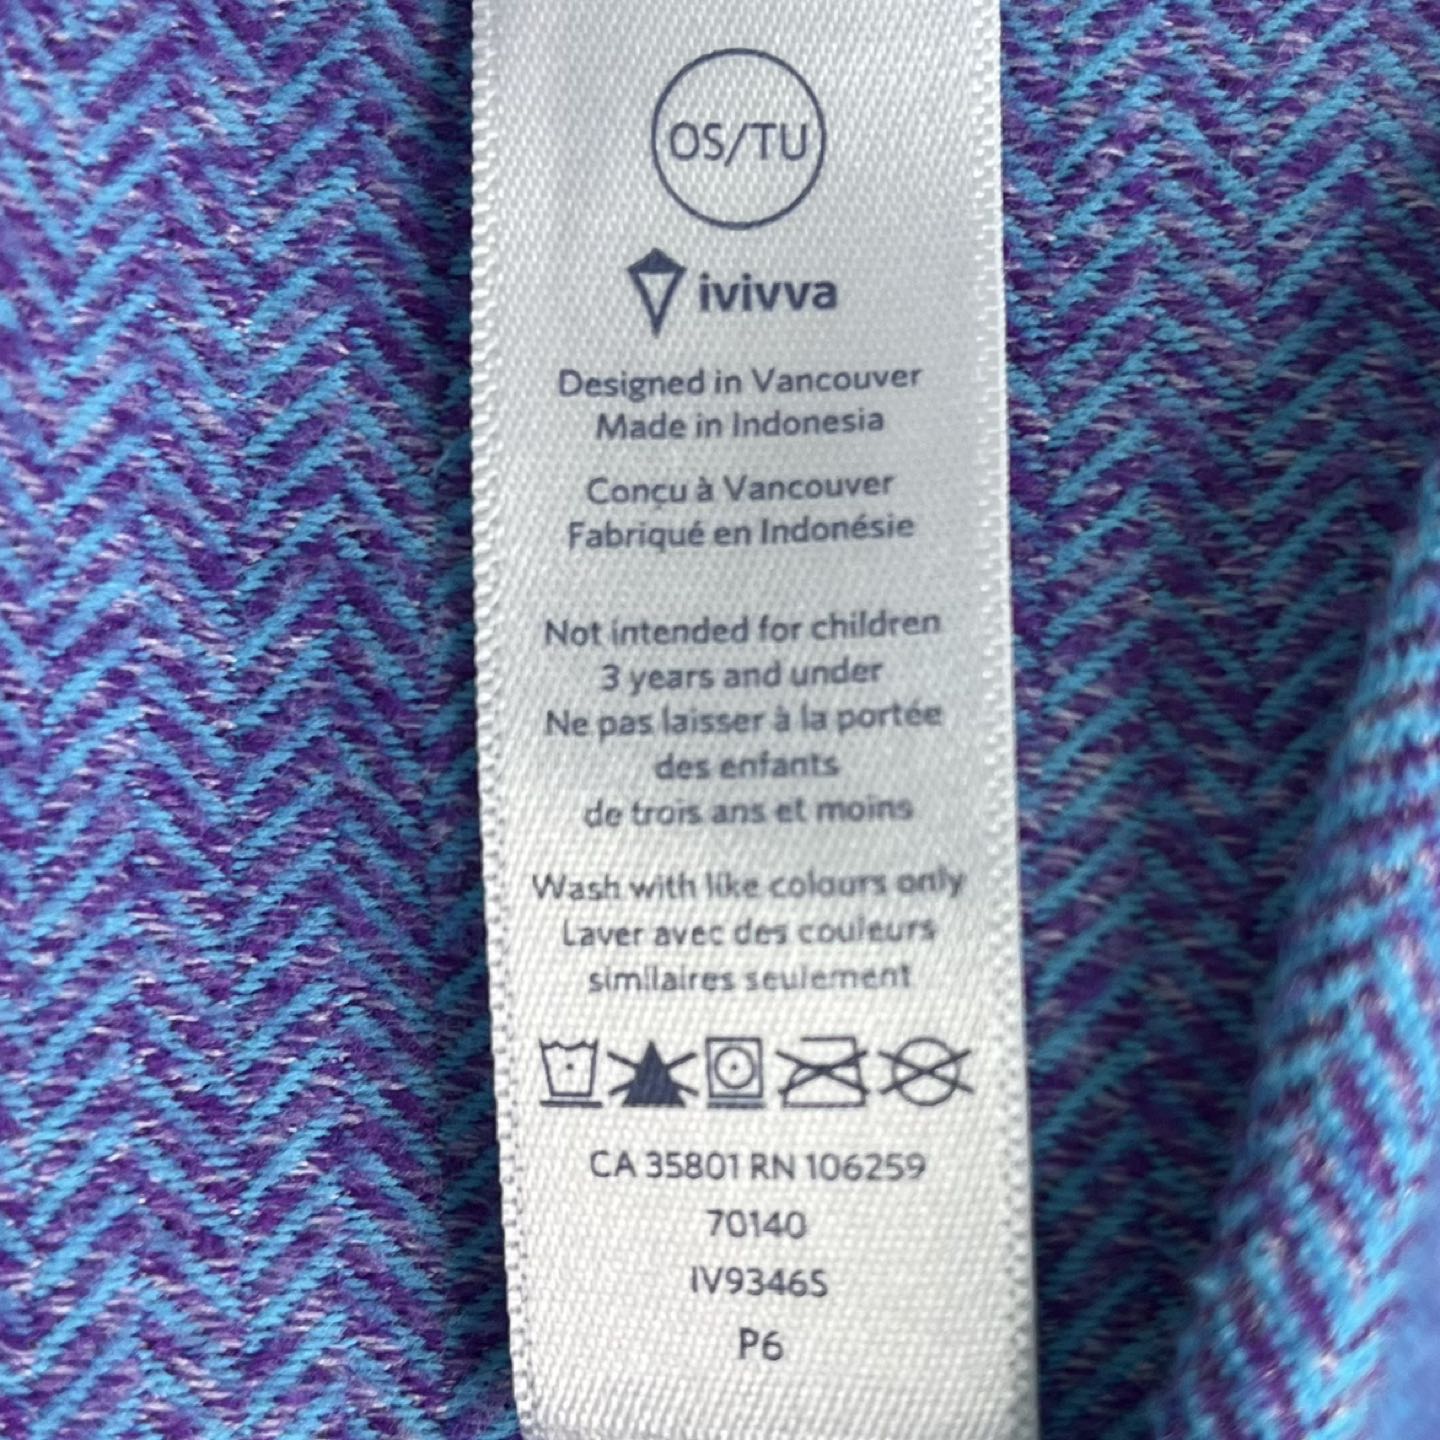 OS/TU
ivivva
Designed in Vancouver
Made in Indonesia
Conçu à Vancouver
Fabriqué en Indonésie
Not intended for children
3 years and under
Ne pas laisser à la portée
des enfants
de trois ans et moins
Wash with like colours only
Laver avec des couleurs
similaires seulement
CA 35801 RN 106259
70140
IV9346S
P6